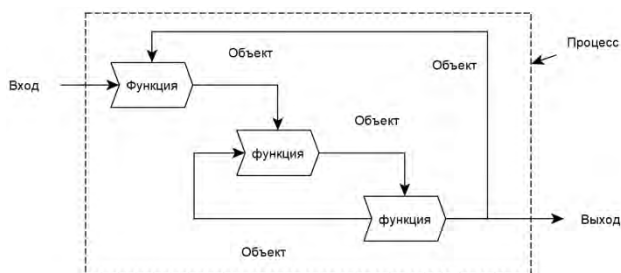 Объект
Объект
Процесс
Вход
Функция
Объект
функция
функция
Выход
Объект